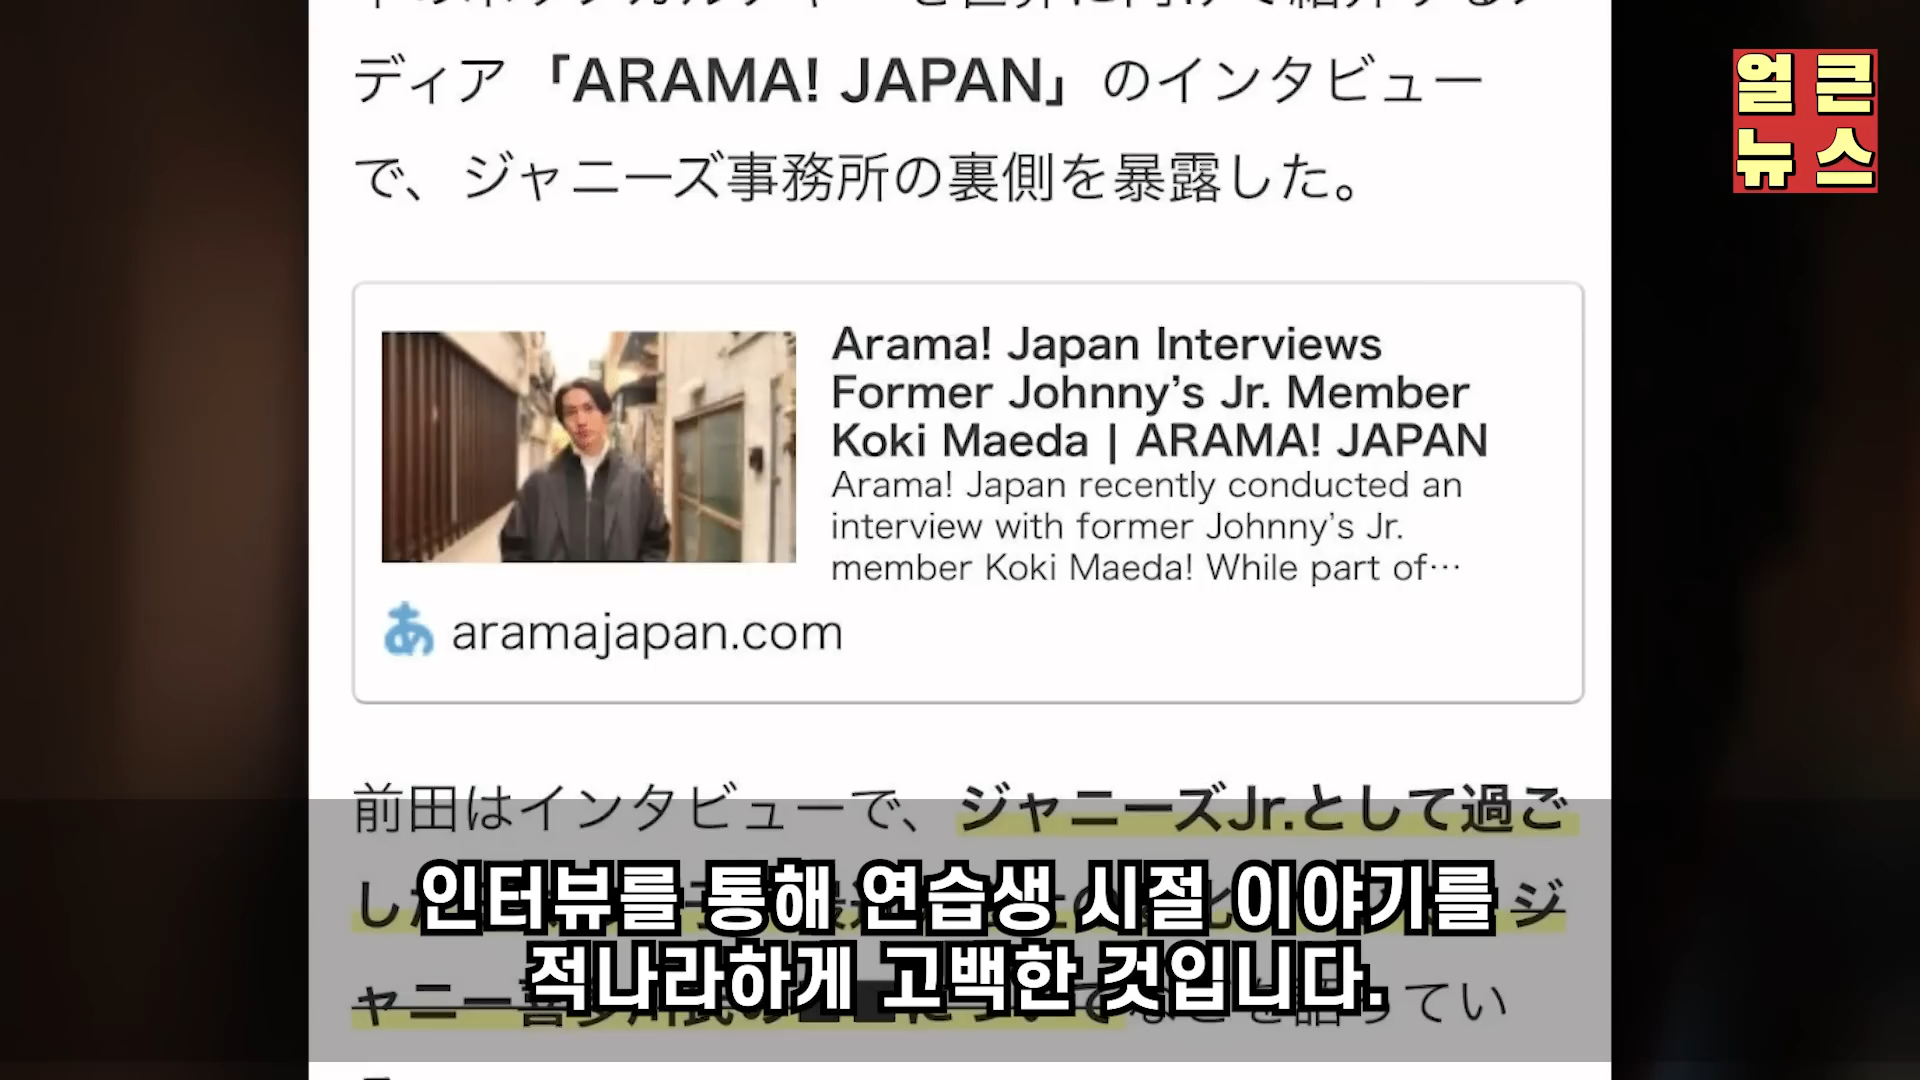 ディア「ARAMA! JAPAN」のインタビュー
で、ジャニーズ事務所の裏側を暴露した。
얼큰
뉴스
Arama! Japan Interviews
Former Johnny's Jr. Member
Koki Maeda | ARAMA! JAPAN
Arama! Japan recently conducted an
interview with former Johnny's Jr.
member Koki Maeda! While part of…
あ aramajapan.com
前田はインタビューで、ジャニーズJr.として過ご
인터뷰를 통해 연습생 시절 이야기를
적나라하게 고백한 것입니다.